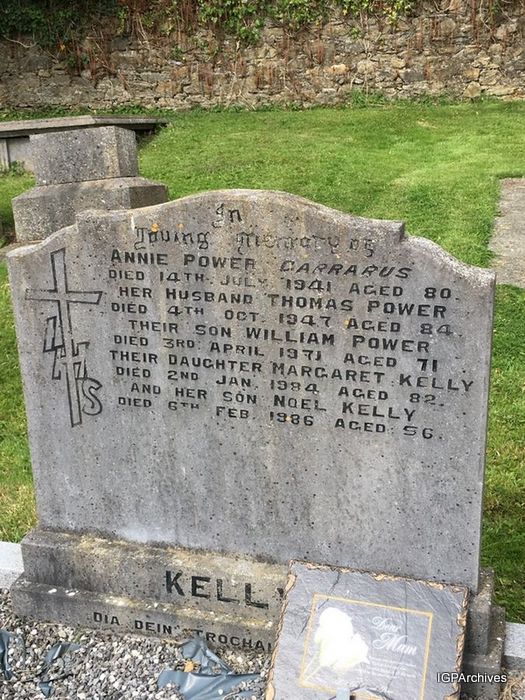 In
Loving Memory of
ANNIE POWER CARRARUS
DIED 14TH. JULY 1941 AGED 80.
HER HUSBAND THOMAS POWER
DIED 4TH OCT. 1947 AGED 84.
THEIR SON WILLIAM POWER
DIED 3RD. APRIL 1971 AGED 71
THEIR DAUGHTER MARGARET KELLY
DIED 2ND JAN. 1984 AGED 82.
AND HER SON NOEL KELLY
DIED 6TH FEB. 1986 AGED 56.
IHS
KELLY
DIA DEIN TROCHAI
Dear
Mam
IGPArchives